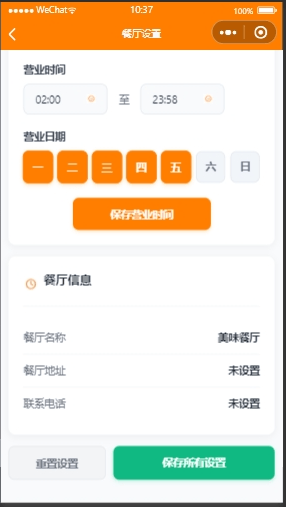 WeChat 10:37 100%
餐厅设置
营业时间
02:00 至 23:58
营业日期
一 二 三 四 五 六 日
保存营业时间
餐厅信息
餐厅名称 美味餐厅
餐厅地址 未设置
联系电话 未设置
重置设置 保存所有设置